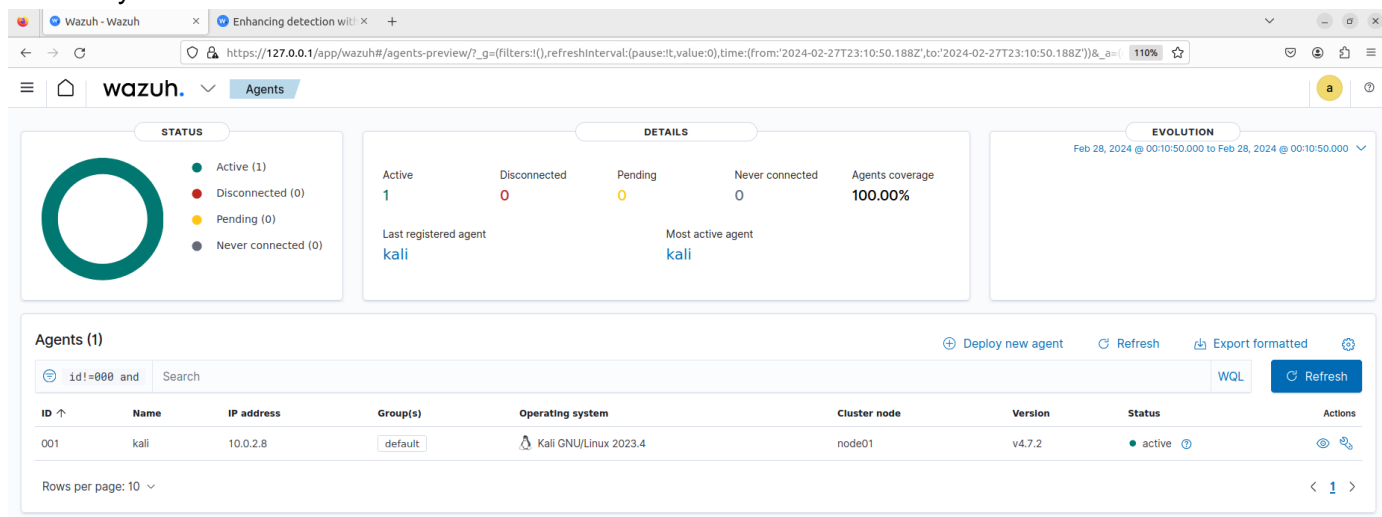 Wazuh - Wazuh
Enhancing detection with
https://127.0.0.1/app/wazuh#/agents-preview/?_g=(filters:!(),refreshInterval:(pause:!t,value:0),time:(from:'2024-02-27T23:10:50.188Z',to:'2024-02-27T23:10:50.188Z'))&_a=( 110%
wazuh. Agents a
STATUS
Active (1)
Disconnected (0)
Pending (0)
Never connected (0)
DETAILS
Active Disconnected Pending Never connected Agents coverage
1 0 0 0 100.00%
Last registered agent Most active agent
kali kali
EVOLUTION
Feb 28, 2024 @ 00:10:50.000 to Feb 28, 2024 @ 00:10:50.000
Agents (1) Deploy new agent Refresh Export formatted
id!=000 and Search WQL Refresh
ID Name IP address Group(s) Operating system Cluster node Version Status Actions
001 kali 10.0.2.8 default Kali GNU/Linux 2023.4 node01 v4.7.2 active
Rows per page: 10 1